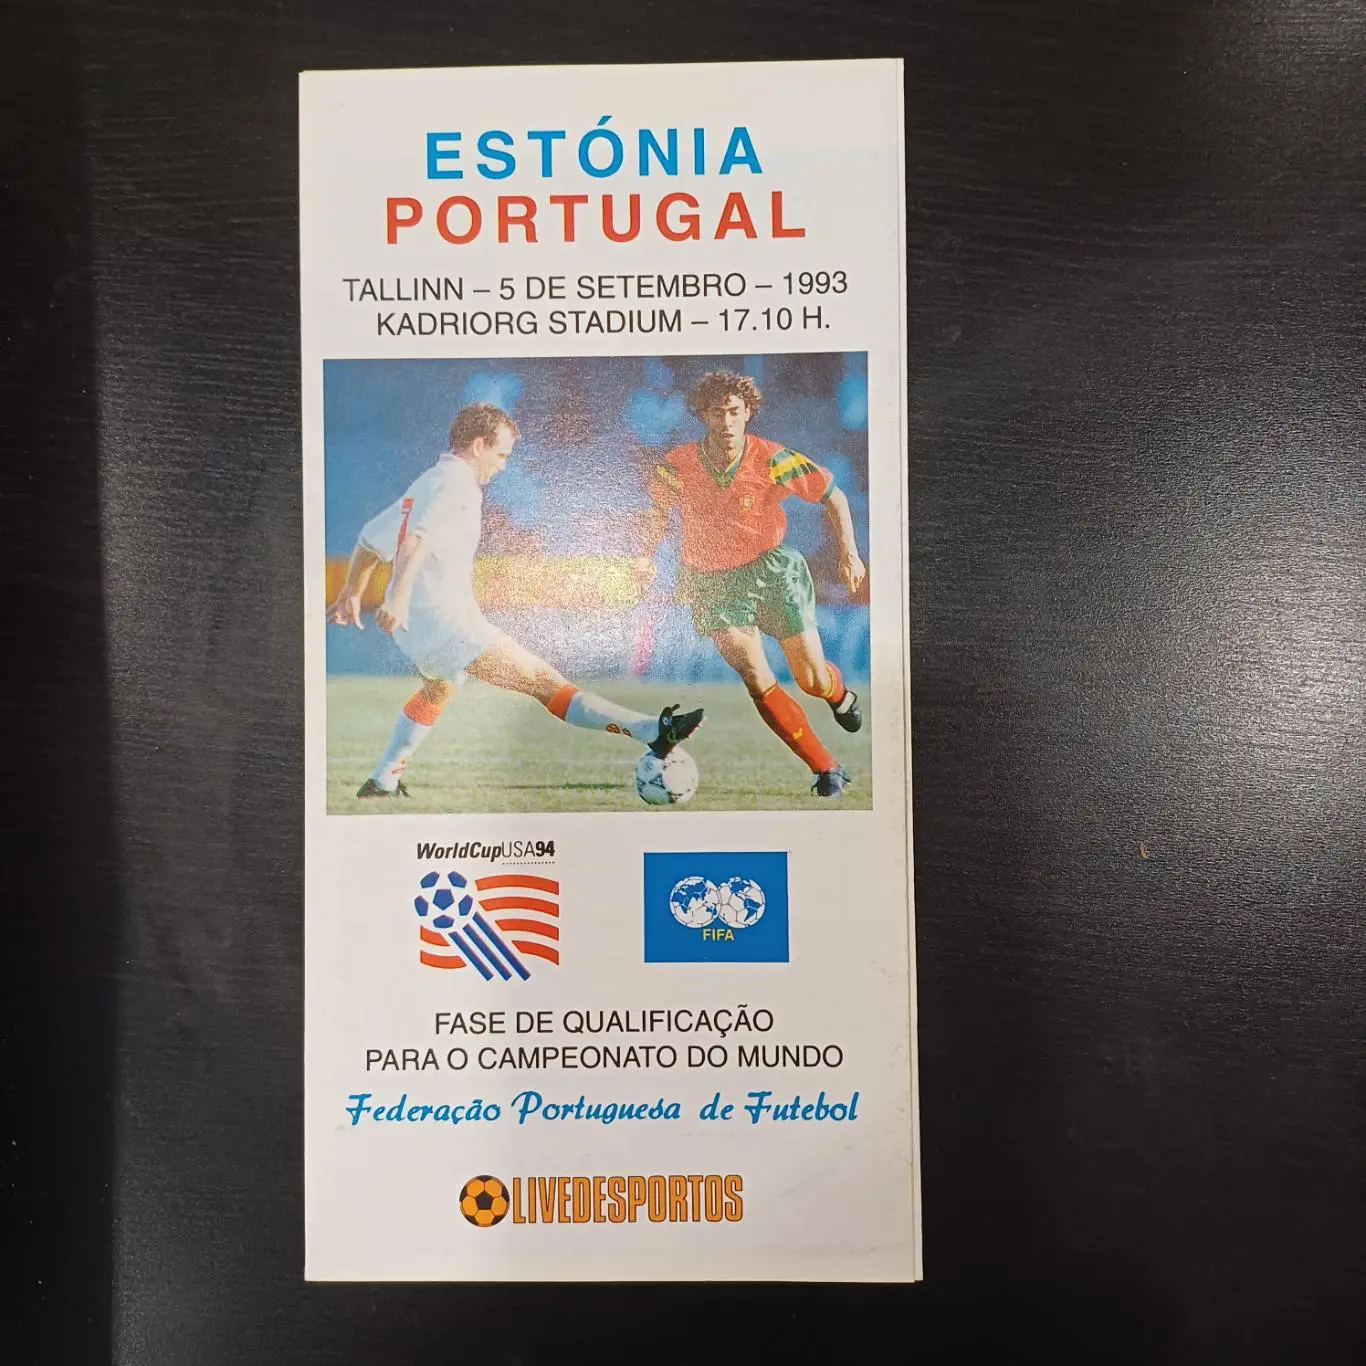 ESTÓNIA
PORTUGAL
TALLINN – 5 DE SETEMBRO – 1993
KADRIORG STADIUM – 17.10 H.
WorldCupUSA94
FIFA
FASE DE QUALIFICAÇÃO
PARA O CAMPEONATO DO MUNDO
Federação Portuguesa de Futebol
OLIVEDESPORTOS